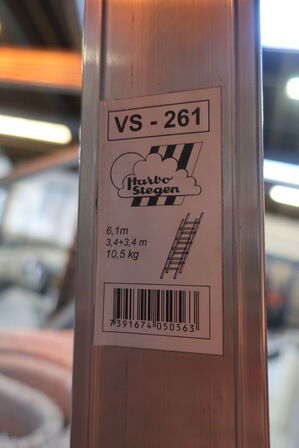 VS - 261
Harbo
Stegen
6,1m
3,4+3,4 m
10,5 kg
7391674050563